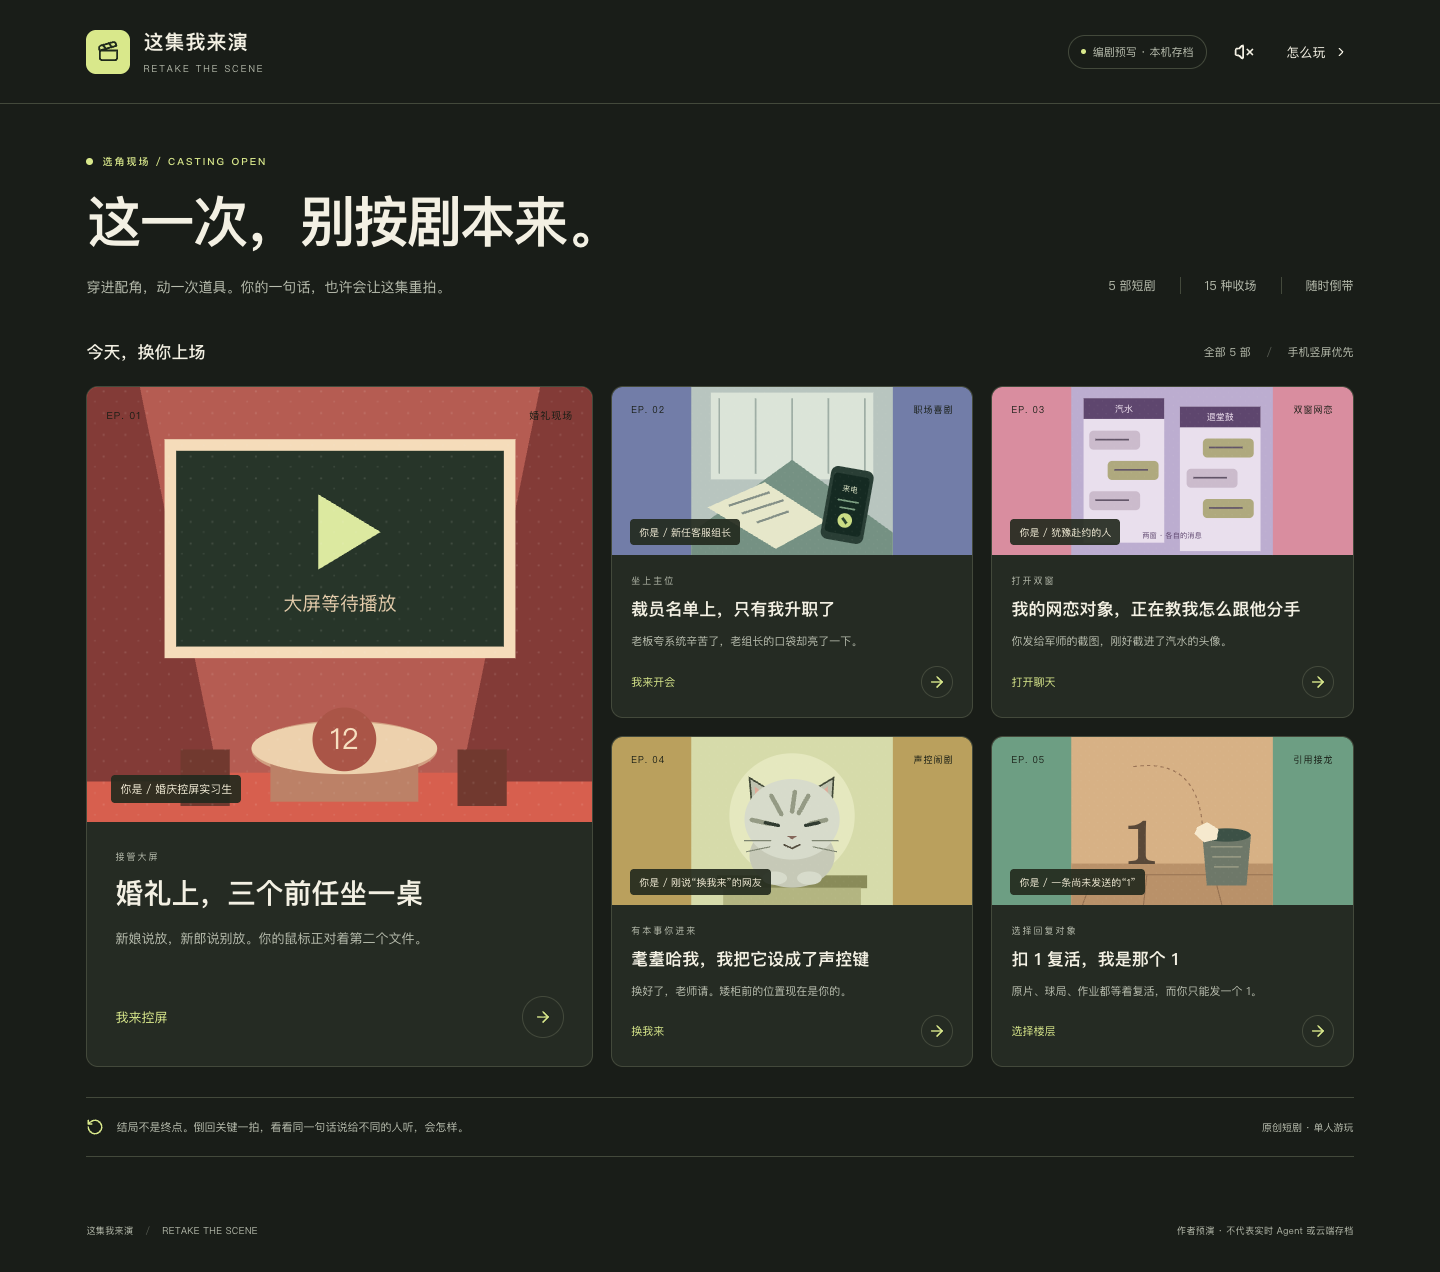 这集我来演
RETAKE THE SCENE
编剧预写 · 本机存档
怎么玩
选角现场 / CASTING OPEN
这一次，别按剧本来。
穿进配角，动一次道具。你的一句话，也许会让这集重拍。
5 部短剧
15 种收场
随时倒带
今天，换你上场
全部 5 部 / 手机竖屏优先
EP. 01
婚礼现场
大屏等待播放
12
你是 / 婚庆控屏实习生
接管大屏
婚礼上，三个前任坐一桌
新娘说放，新郎说别放。你的鼠标正对着第二个文件。
我来控屏
EP. 02
职场喜剧
来电
你是 / 新任客服组长
坐上主位
裁员名单上，只有我升职了
老板夸系统辛苦了，老组长的口袋却亮了一下。
我来开会
EP. 03
双窗网恋
汽水
退堂鼓
两窗 · 各自的消息
你是 / 犹豫赴约的人
打开双窗
我的网恋对象，正在教我怎么跟他分手
你发给军师的截图，刚好截进了汽水的头像。
打开聊天
EP. 04
声控闹剧
你是 / 刚说“换我来”的网友
有本事你进来
耄耋哈我，我把它设成了声控键
换好了，老师请。矮柜前的位置现在是你的。
换我来
EP. 05
引用接龙
1
你是 / 一条尚未发送的“1”
选择回复对象
扣 1 复活，我是那个 1
原片、球局、作业都等着复活，而你只能发一个 1。
选择楼层
结局不是终点。倒回关键一拍，看看同一句话说给不同的人听，会怎样。
原创短剧 · 单人游玩
这集我来演 / RETAKE THE SCENE
作者预演 · 不代表实时 Agent 或云端存档